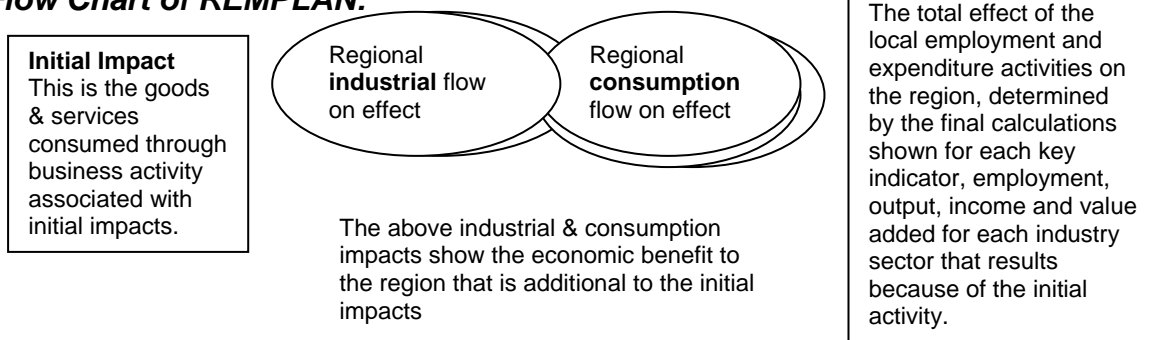 Flow Chart of REMPLAN:
Initial Impact
This is the goods
& services
consumed through
business activity
associated with
initial impacts.
Regional
industrial flow
on effect
Regional
consumption
flow on effect
The above industrial & consumption
impacts show the economic benefit to
the region that is additional to the initial
impacts
The total effect of the
local employment and
expenditure activities on
the region, determined
by the final calculations
shown for each key
indicator, employment,
output, income and value
added for each industry
sector that results
because of the initial
activity.